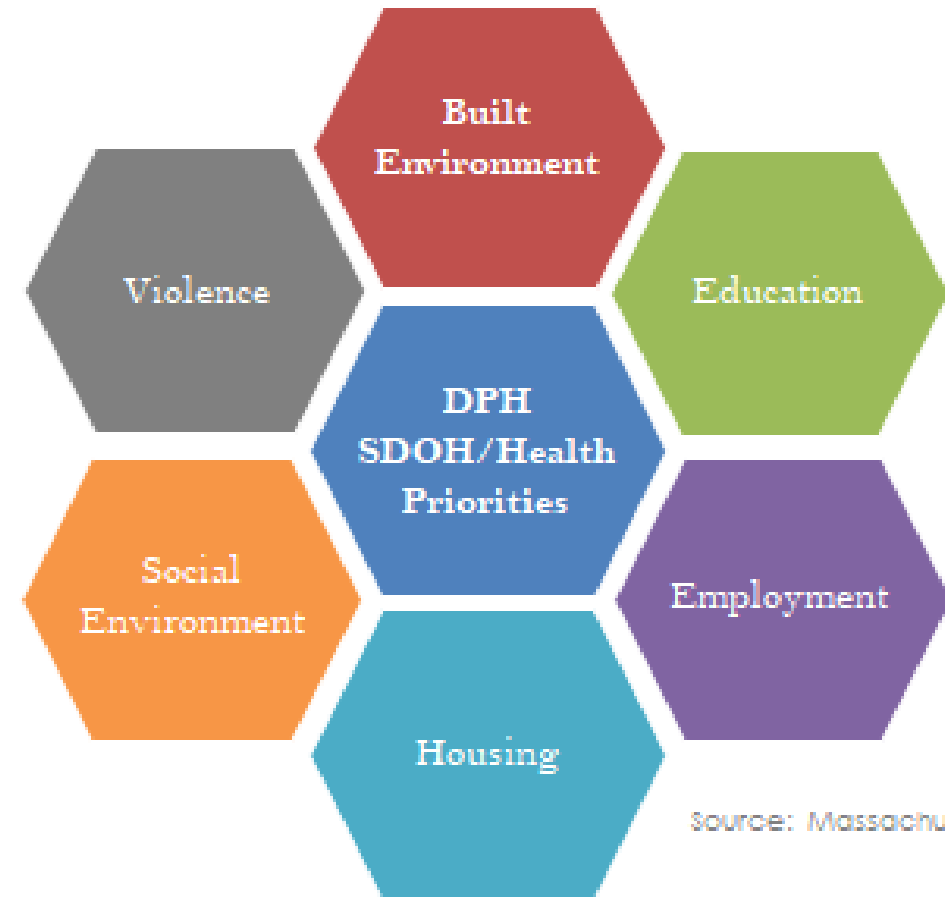 Built
Environment
Violence
Education
DPH
SDOH/Health
Priorities
Social
Environment
Employment
Housing
Source: Massachu